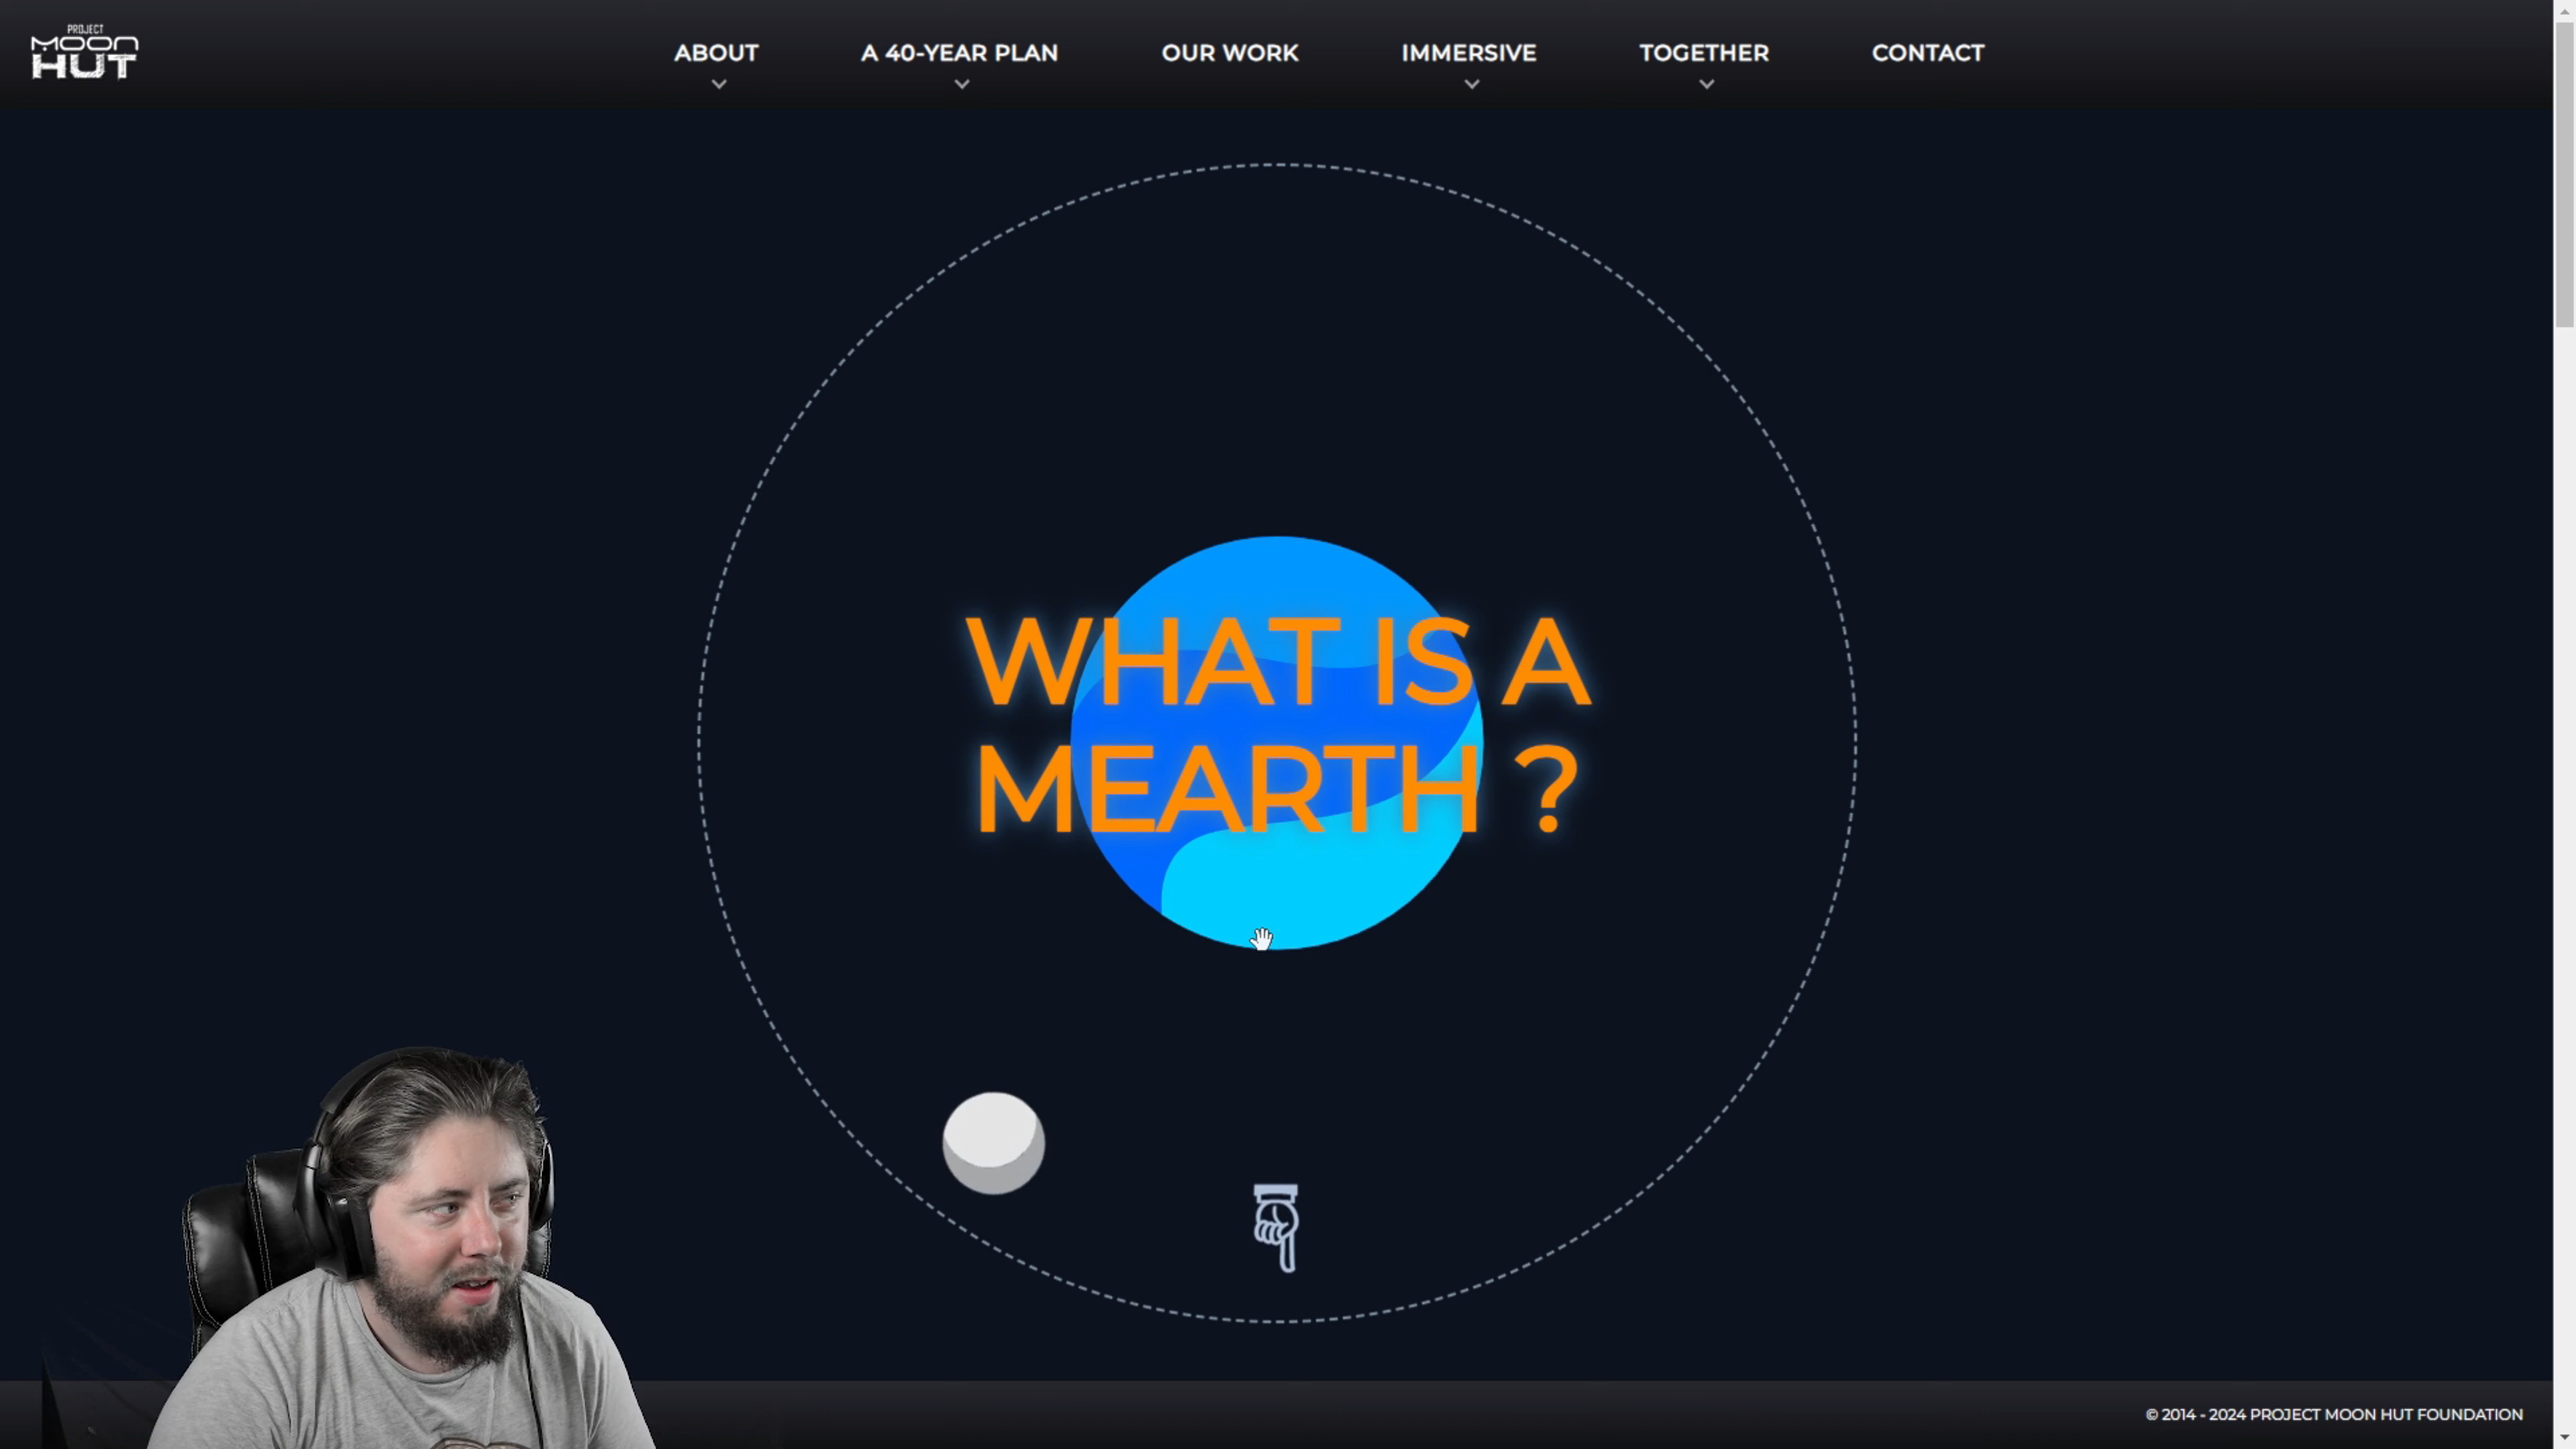 PROJECT
MOON
HUT
ABOUT
A 40-YEAR PLAN
OUR WORK
IMMERSIVE
TOGETHER
CONTACT
WHAT IS A
MEARTH ?
© 2014 - 2024 PROJECT MOON HUT FOUNDATION